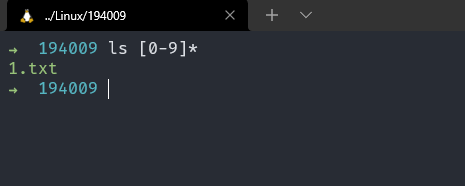 ../Linux/194009
→ 194009 ls [0-9]*
1.txt
→ 194009